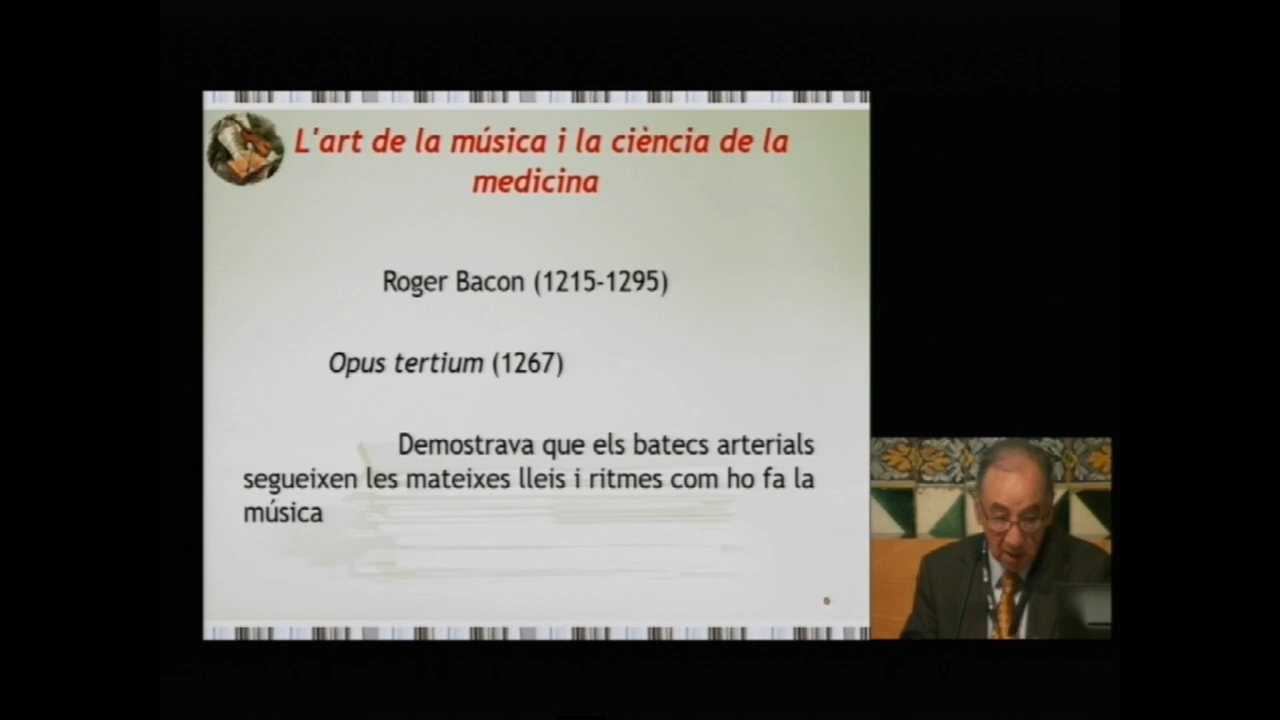 L'art de la música i la ciència de la
medicina
Roger Bacon (1215-1295)
Opus tertium (1267)
Demostrava que els batecs arterials
segueixen les mateixes lleis i ritmes com ho fa la
música